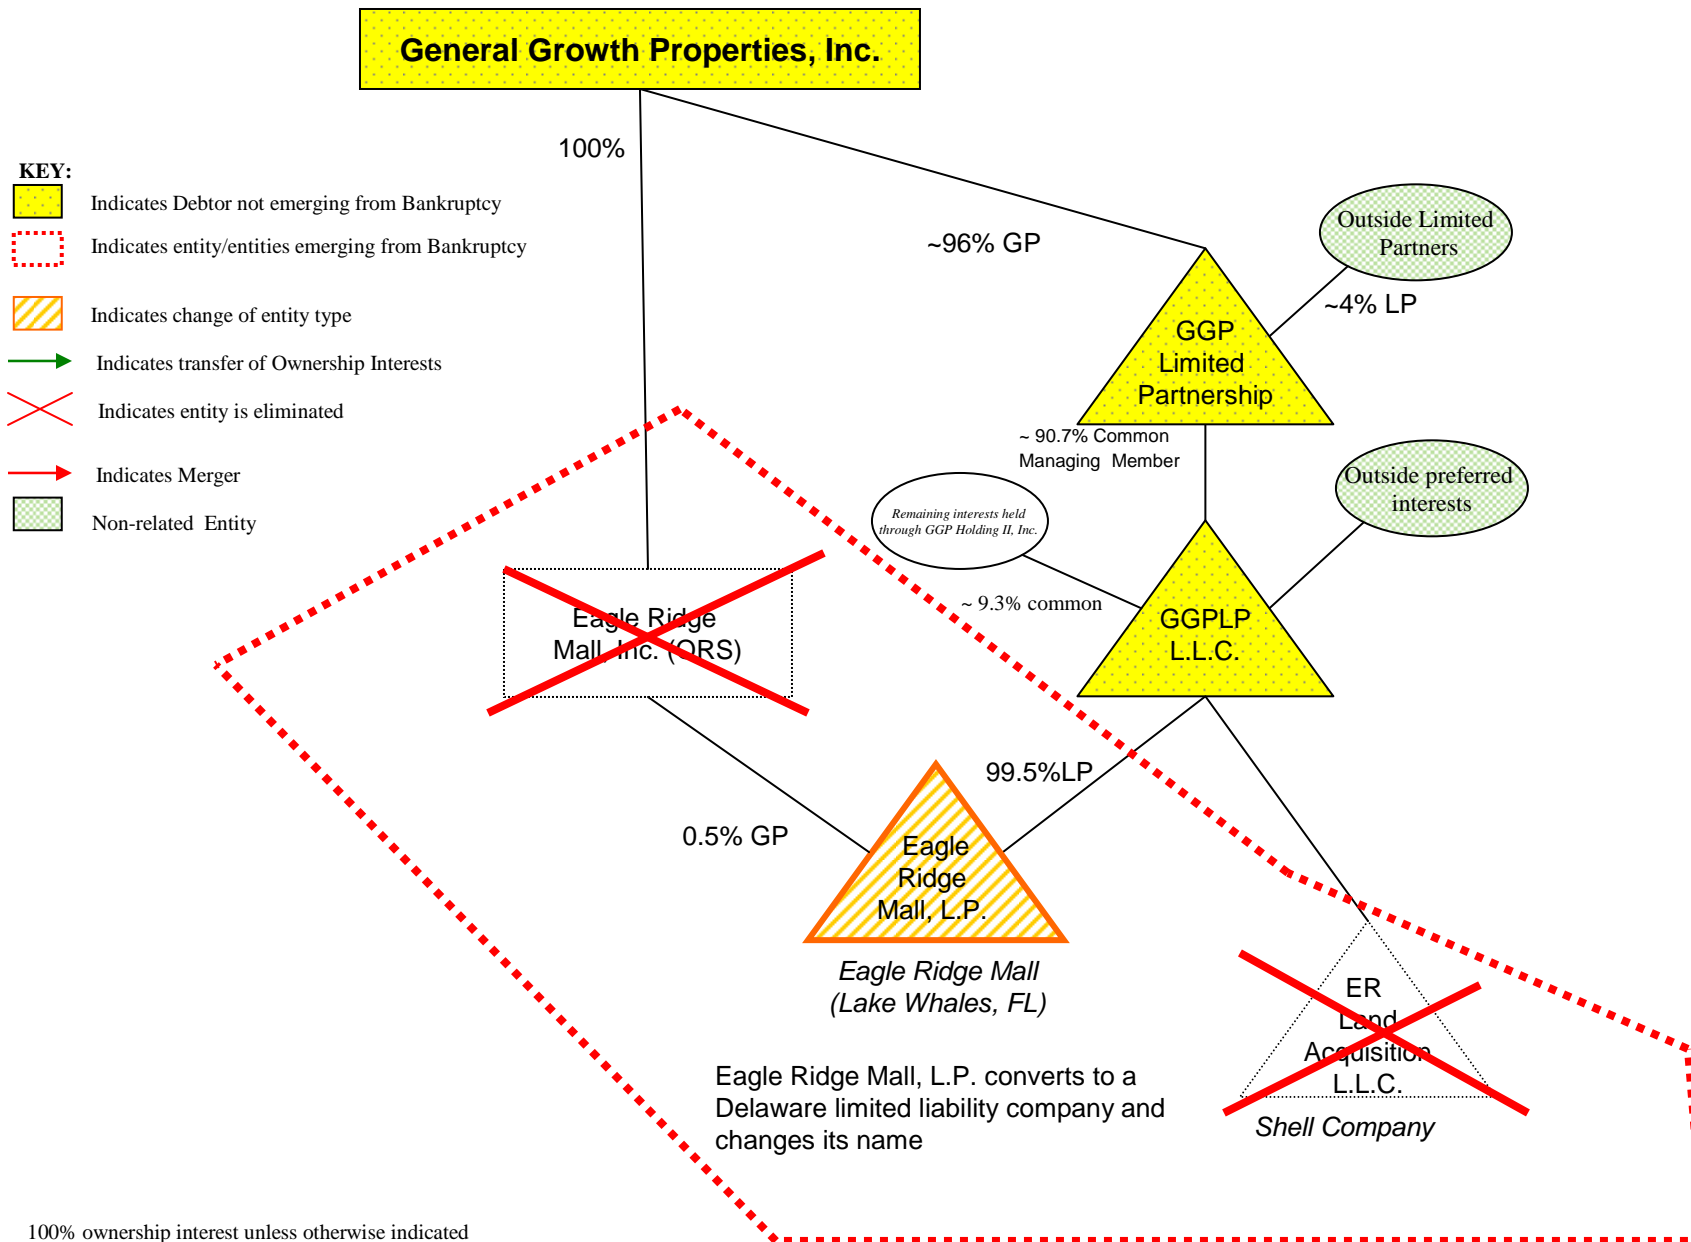 General Growth Properties, Inc.
100%
KEY:
Indicates Debtor not emerging from Bankruptcy
Indicates entity/entities emerging from Bankruptcy
Indicates change of entity type
Indicates transfer of Ownership Interests
Indicates entity is eliminated
Indicates Merger
Non-related Entity
~96% GP
Outside Limited
Partners
~4% LP
GGP
Limited
Partnership
~ 90.7% Common
Managing Member
Outside preferred
interests
Remaining interests held
through GGP Holding II, Inc.
~ 9.3% common
GGPLP
L.L.C.
Eagle Ridge
Mall, Inc. (QRS)
99.5%LP
0.5% GP
Eagle
Ridge
Mall, L.P.
Eagle Ridge Mall
(Lake Whales, FL)
ER
Land
Acquisition
L.L.C.
Shell Company
Eagle Ridge Mall, L.P. converts to a
Delaware limited liability company and
changes its name
100% ownership interest unless otherwise indicated